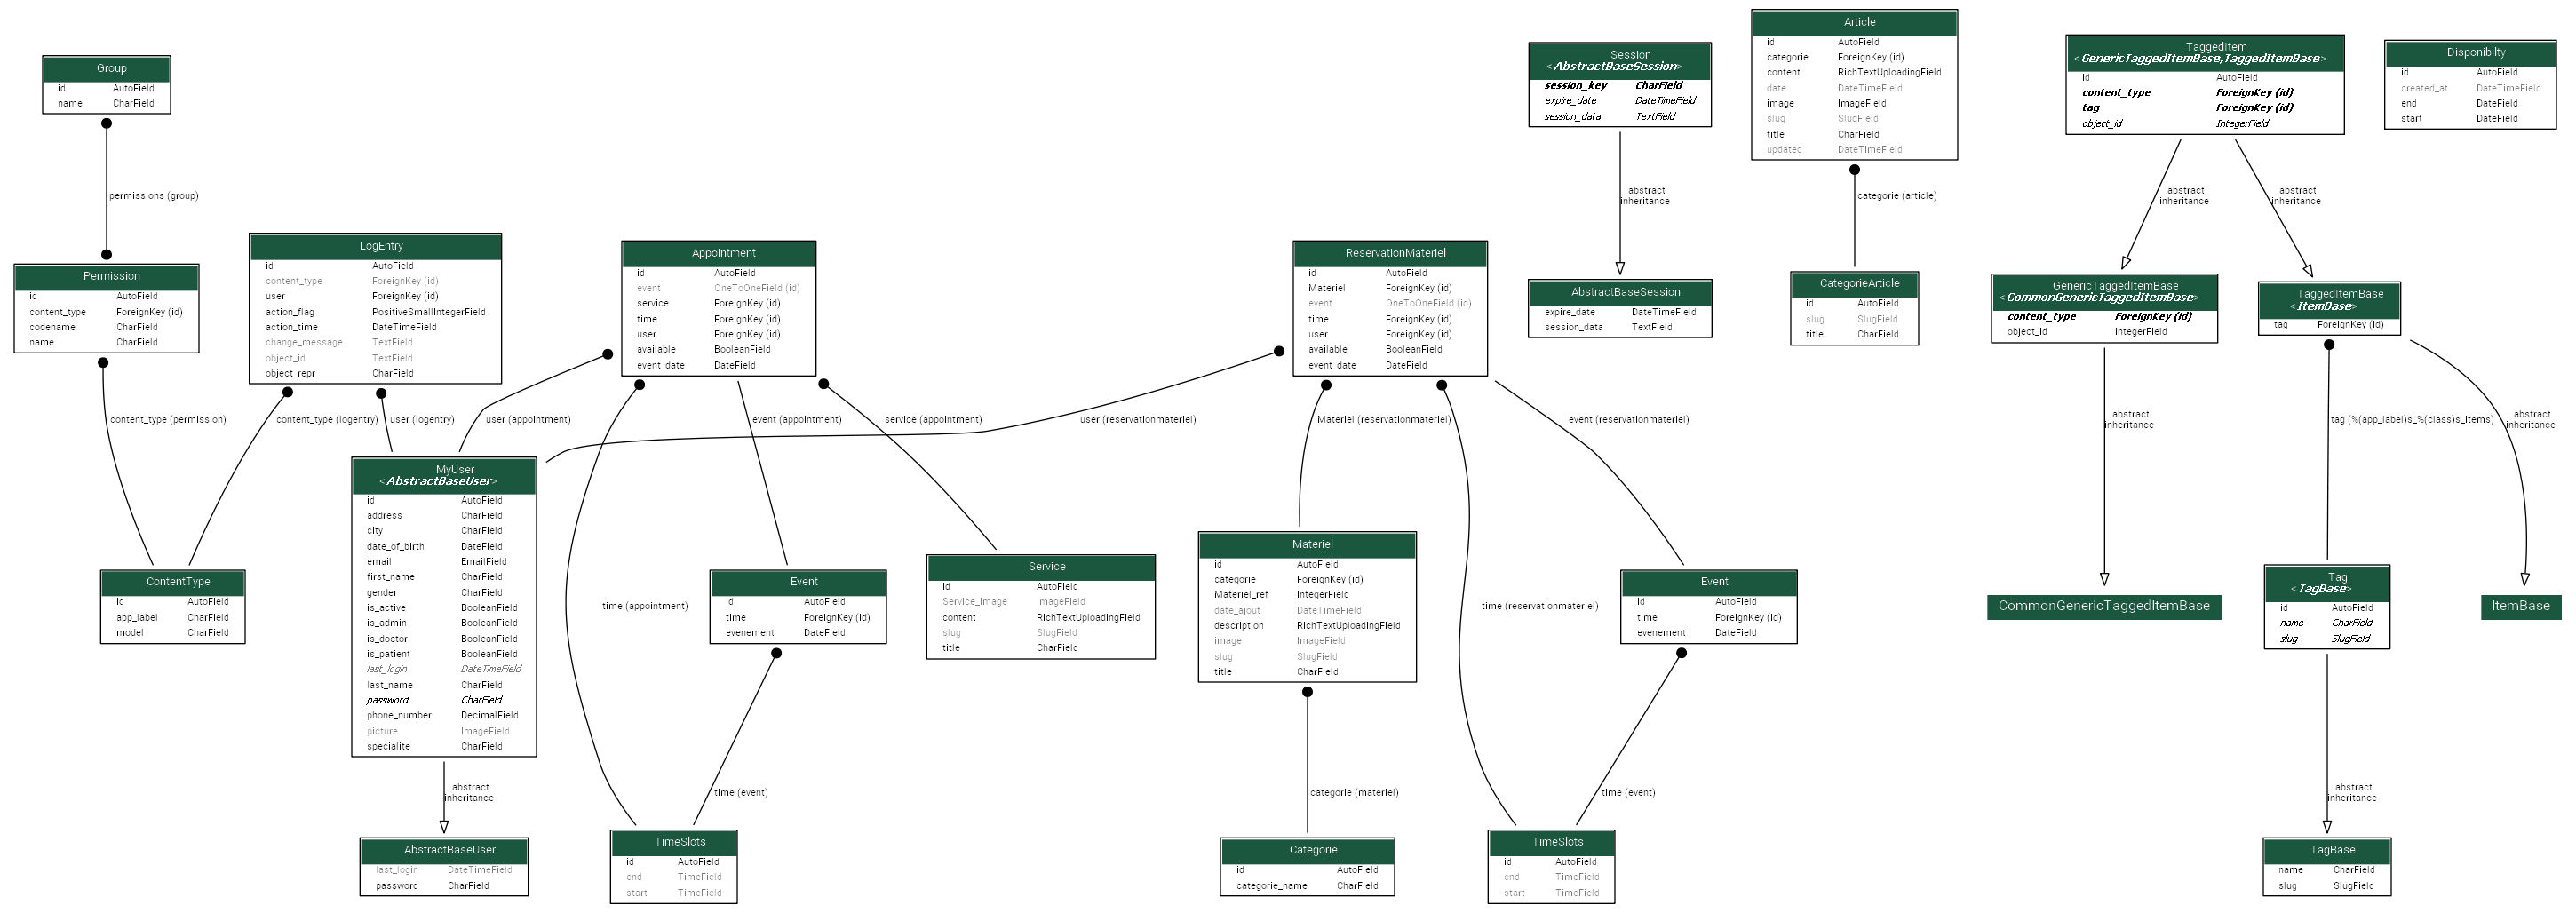 Group
id AutoField
name CharField
permissions (group)
Permission
id AutoField
content_type ForeignKey (id)
codename CharField
name CharField
content_type (permission)
LogEntry
id AutoField
content_type ForeignKey (id)
user ForeignKey (id)
action_flag PositiveSmallIntegerField
action_time DateTimeField
change_message TextField
object_id TextField
object_repr CharField
content_type (logentry)
user (logentry)
ContentType
id AutoField
app_label CharField
model CharField
MyUser
<AbstractBaseUser>
id AutoField
address CharField
city CharField
date_of_birth DateField
email EmailField
first_name CharField
gender CharField
is_active BooleanField
is_admin BooleanField
is_doctor BooleanField
is_patient BooleanField
last_login DateTimeField
last_name CharField
password CharField
phone_number DecimalField
picture ImageField
specialite CharField
abstract
inheritance
AbstractBaseUser
last_login DateTimeField
password CharField
Appointment
id AutoField
event OneToOneField (id)
service ForeignKey (id)
time ForeignKey (id)
user ForeignKey (id)
available BooleanField
event_date DateField
user (appointment)
event (appointment)
service (appointment)
time (appointment)
Event
id AutoField
time ForeignKey (id)
evenement DateField
time (event)
TimeSlots
id AutoField
end TimeField
start TimeField
Service
id AutoField
Service_image ImageField
content RichTextUploadingField
slug SlugField
title CharField
ReservationMateriel
id AutoField
Materiel ForeignKey (id)
event OneToOneField (id)
time ForeignKey (id)
user ForeignKey (id)
available BooleanField
event_date DateField
user (reservationmateriel)
Materiel (reservationmateriel)
event (reservationmateriel)
time (reservationmateriel)
Materiel
id AutoField
categorie ForeignKey (id)
Materiel_ref IntegerField
date_ajout DateTimeField
description RichTextUploadingField
image ImageField
slug SlugField
title CharField
categorie (materiel)
Categorie
id AutoField
categorie_name CharField
Event
id AutoField
time ForeignKey (id)
evenement DateField
time (event)
TimeSlots
id AutoField
end TimeField
start TimeField
Session
<AbstractBaseSession>
session_key CharField
expire_date DateTimeField
session_data TextField
abstract
inheritance
AbstractBaseSession
expire_date DateTimeField
session_data TextField
Article
id AutoField
categorie ForeignKey (id)
content RichTextUploadingField
date DateTimeField
image ImageField
slug SlugField
title CharField
updated DateTimeField
categorie (article)
CategorieArticle
id AutoField
slug SlugField
title CharField
TaggedItem
<GenericTaggedItemBase,TaggedItemBase>
id AutoField
content_type ForeignKey (id)
tag ForeignKey (id)
object_id IntegerField
abstract
inheritance
abstract
inheritance
GenericTaggedItemBase
<CommonGenericTaggedItemBase>
content_type ForeignKey (id)
object_id IntegerField
abstract
inheritance
CommonGenericTaggedItemBase
TaggedItemBase
<ItemBase>
tag ForeignKey (id)
tag (%(app_label)s_%(class)s_items)
abstract
inheritance
ItemBase
Tag
<TagBase>
id AutoField
name CharField
slug SlugField
abstract
inheritance
TagBase
name CharField
slug SlugField
Disponibilty
id AutoField
created_at DateTimeField
end DateField
start DateField